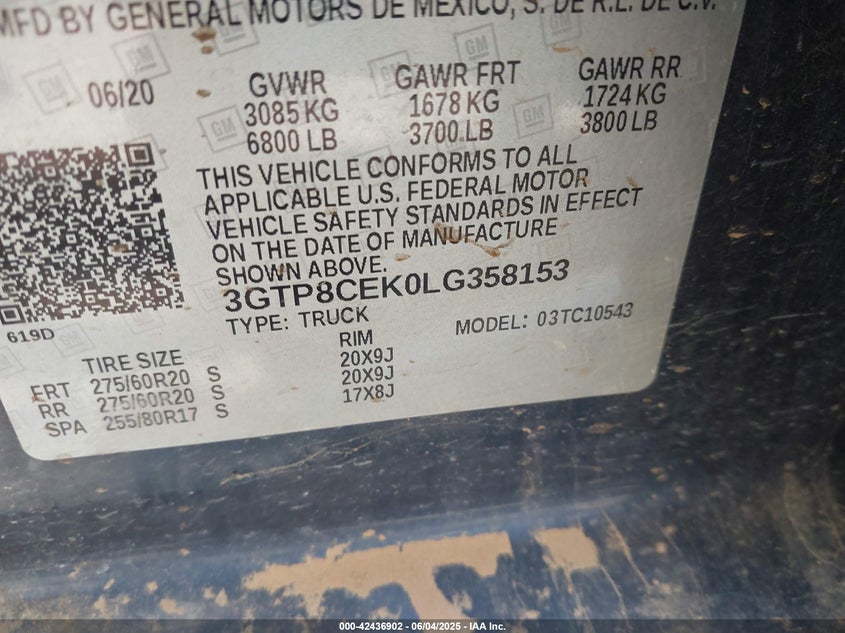 MFD BY GENERAL MOTORS DE MEXICO, S. DE R.L. DE C.V.
06/20 GVWR GAWR FRT GAWR RR
3085 KG 1678 KG 1724 KG
6800 LB 3700 LB 3800 LB
THIS VEHICLE CONFORMS TO ALL
APPLICABLE U.S. FEDERAL MOTOR
VEHICLE SAFETY STANDARDS IN EFFECT
ON THE DATE OF MANUFACTURE
SHOWN ABOVE.
3GTP8CEK0LG358153
TYPE: TRUCK MODEL: 03TC10543
619D
TIRE SIZE RIM
FRT 275/60R20 S 20X9J
RR 275/60R20 S 20X9J
SPA 255/80R17 S 17X8J
000-42436902 - 06/04/2025 - © IAA, Inc.